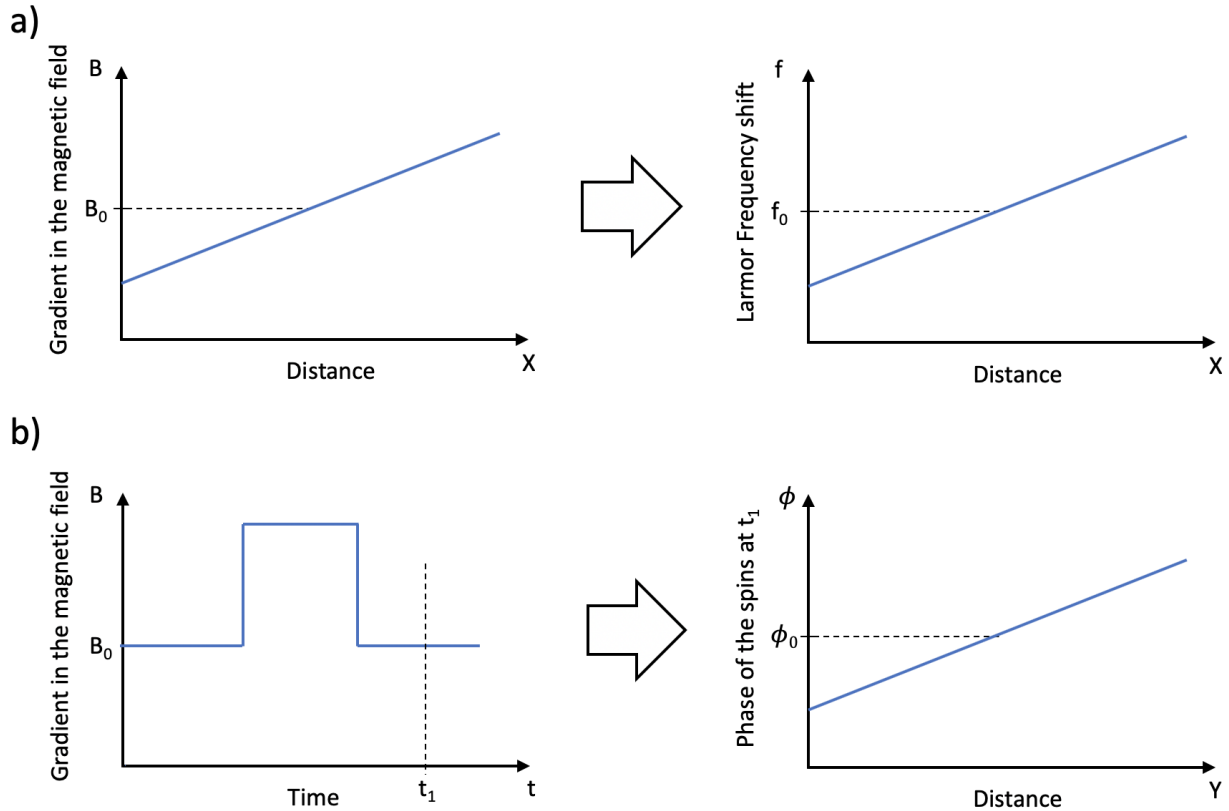 a)
Gradient in the magnetic field
B
B₀
Distance
X
Larmor Frequency shift
f
f₀
Distance
X
b)
Gradient in the magnetic field
B
B₀
Time
t₁
t
Phase of the spins at t₁
ϕ
ϕ₀
Distance
Y